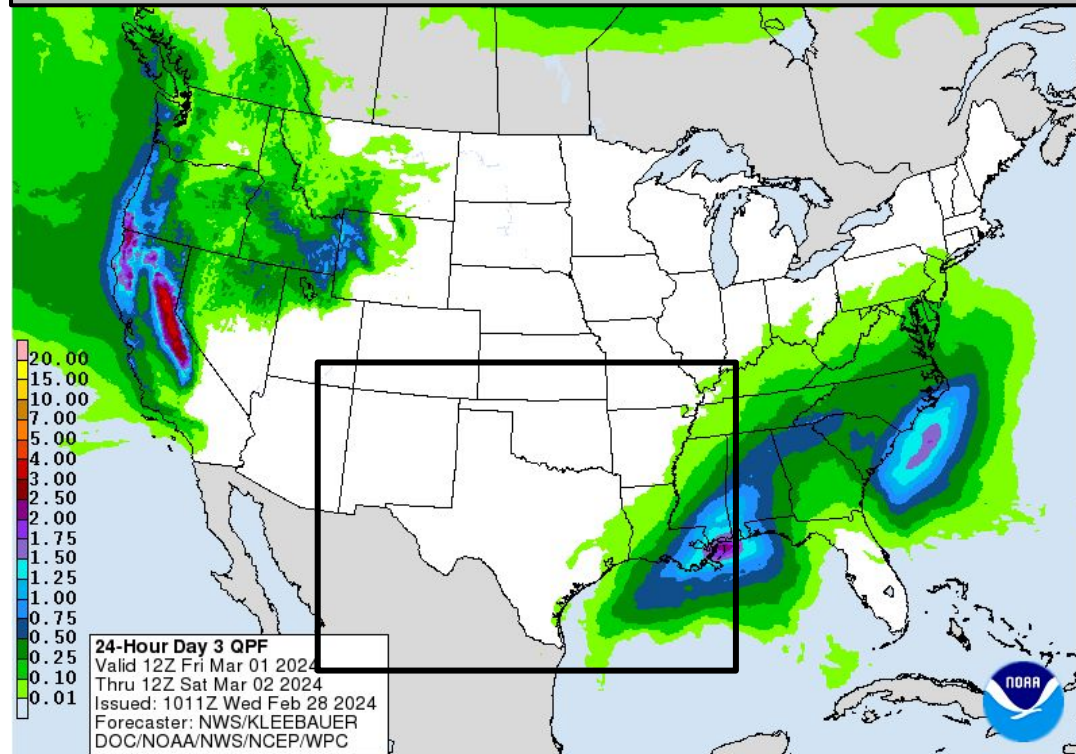 20.00
15.00
10.00
7.00
5.00
4.00
3.00
2.50
2.00
1.75
1.50
1.25
1.00
0.75
0.50
0.25
0.10
0.01
24-Hour Day 3 QPF
Valid 12Z Fri Mar 01 2024
Thru 12Z Sat Mar 02 2024
Issued: 1011Z Wed Feb 28 2024
Forecaster: NWS/KLEEBAUER
DOC/NOAA/NWS/NCEP/WPC
NOAA